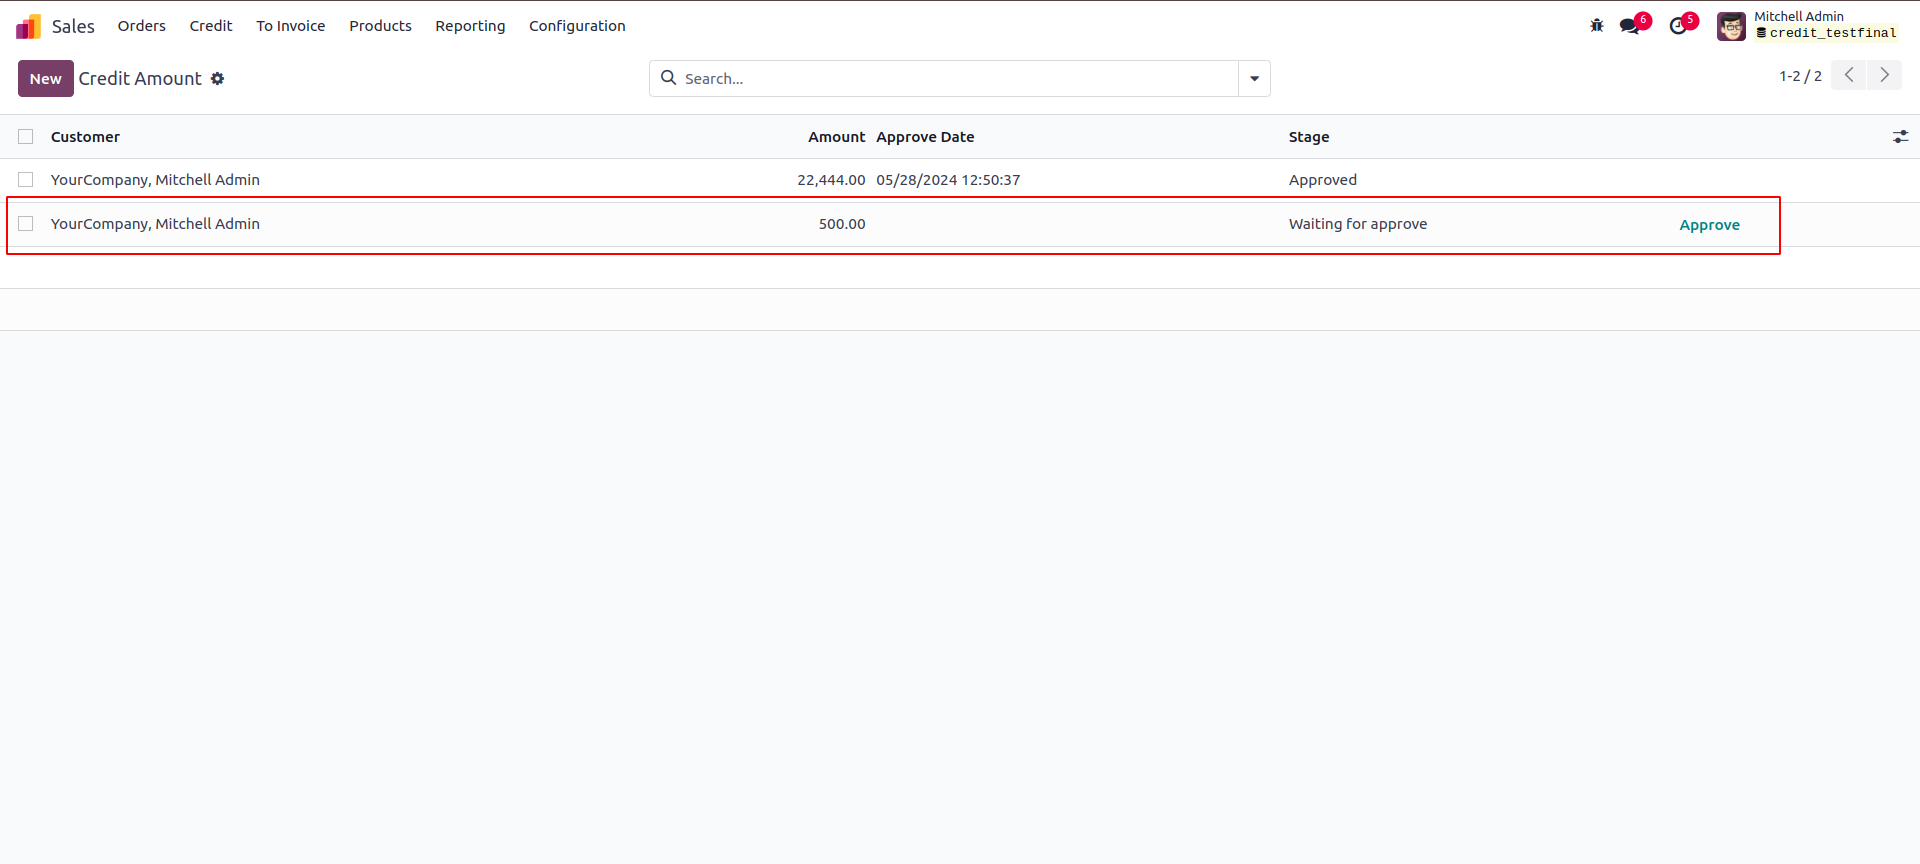 Sales Orders Credit To Invoice Products Reporting Configuration 6 5 Mitchell Admin
credit_testfinal
New Credit Amount Search... 1-2 / 2
Customer Amount Approve Date Stage
YourCompany, Mitchell Admin 22,444.00 05/28/2024 12:50:37 Approved
YourCompany, Mitchell Admin 500.00 Waiting for approve Approve